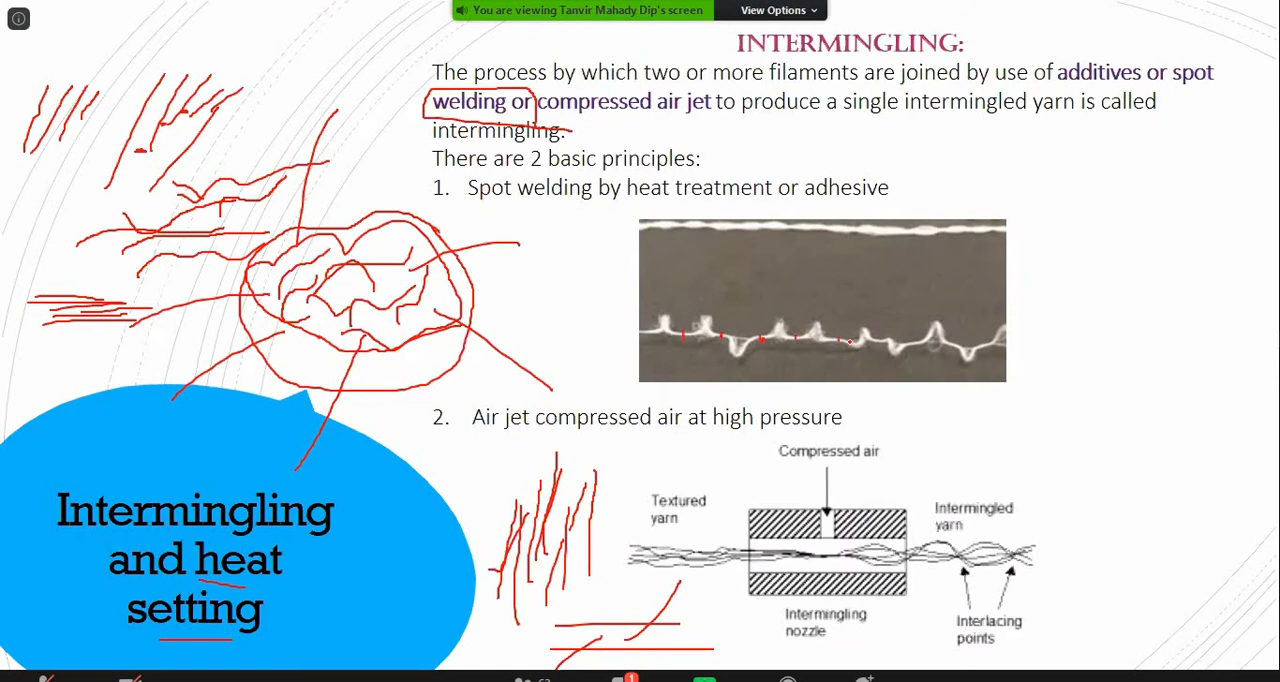 You are viewing Tanvir Mahady Dip's screen
View Options
INTERMINGLING:
The process by which two or more filaments are joined by use of additives or spot
welding or compressed air jet to produce a single intermingled yarn is called
intermingling.
There are 2 basic principles:
1. Spot welding by heat treatment or adhesive
2. Air jet compressed air at high pressure
Compressed air
Textured
yarn
Intermingled
yarn
Intermingling
nozzle
Interlacing
points
Intermingling
and heat
setting
1